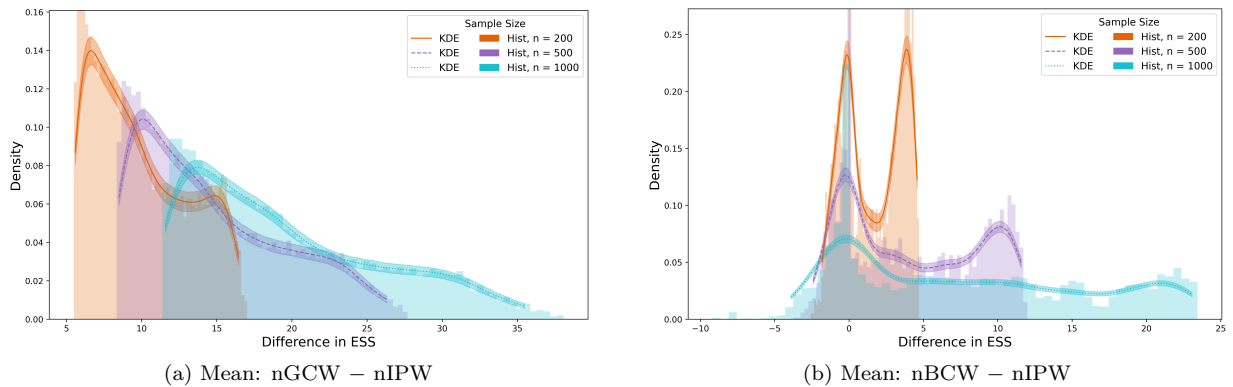 0.16
0.14
0.12
0.10
0.08
0.06
0.04
0.02
0.00
Density
5
10
15
20
25
30
35
Difference in ESS
Sample Size
KDE Hist, n = 200
KDE Hist, n = 500
KDE Hist, n = 1000
(a) Mean: nGCW − nIPW
0.25
0.20
0.15
0.10
0.05
0.00
Density
−10
−5
0
5
10
15
20
25
Difference in ESS
Sample Size
KDE Hist, n = 200
KDE Hist, n = 500
KDE Hist, n = 1000
(b) Mean: nBCW − nIPW